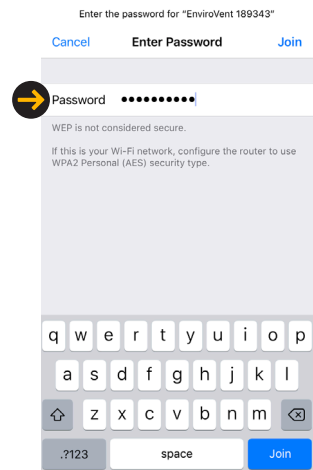 Enter the password for “EnviroVent 189343”
Cancel Enter Password Join
Password ●●●●●●●●●●
WEP is not considered secure.
If this is your Wi-Fi network, configure the router to use
WPA2 Personal (AES) security type.
q w e r t y u i o p
a s d f g h j k l
z x c v b n m
.?123 space Join